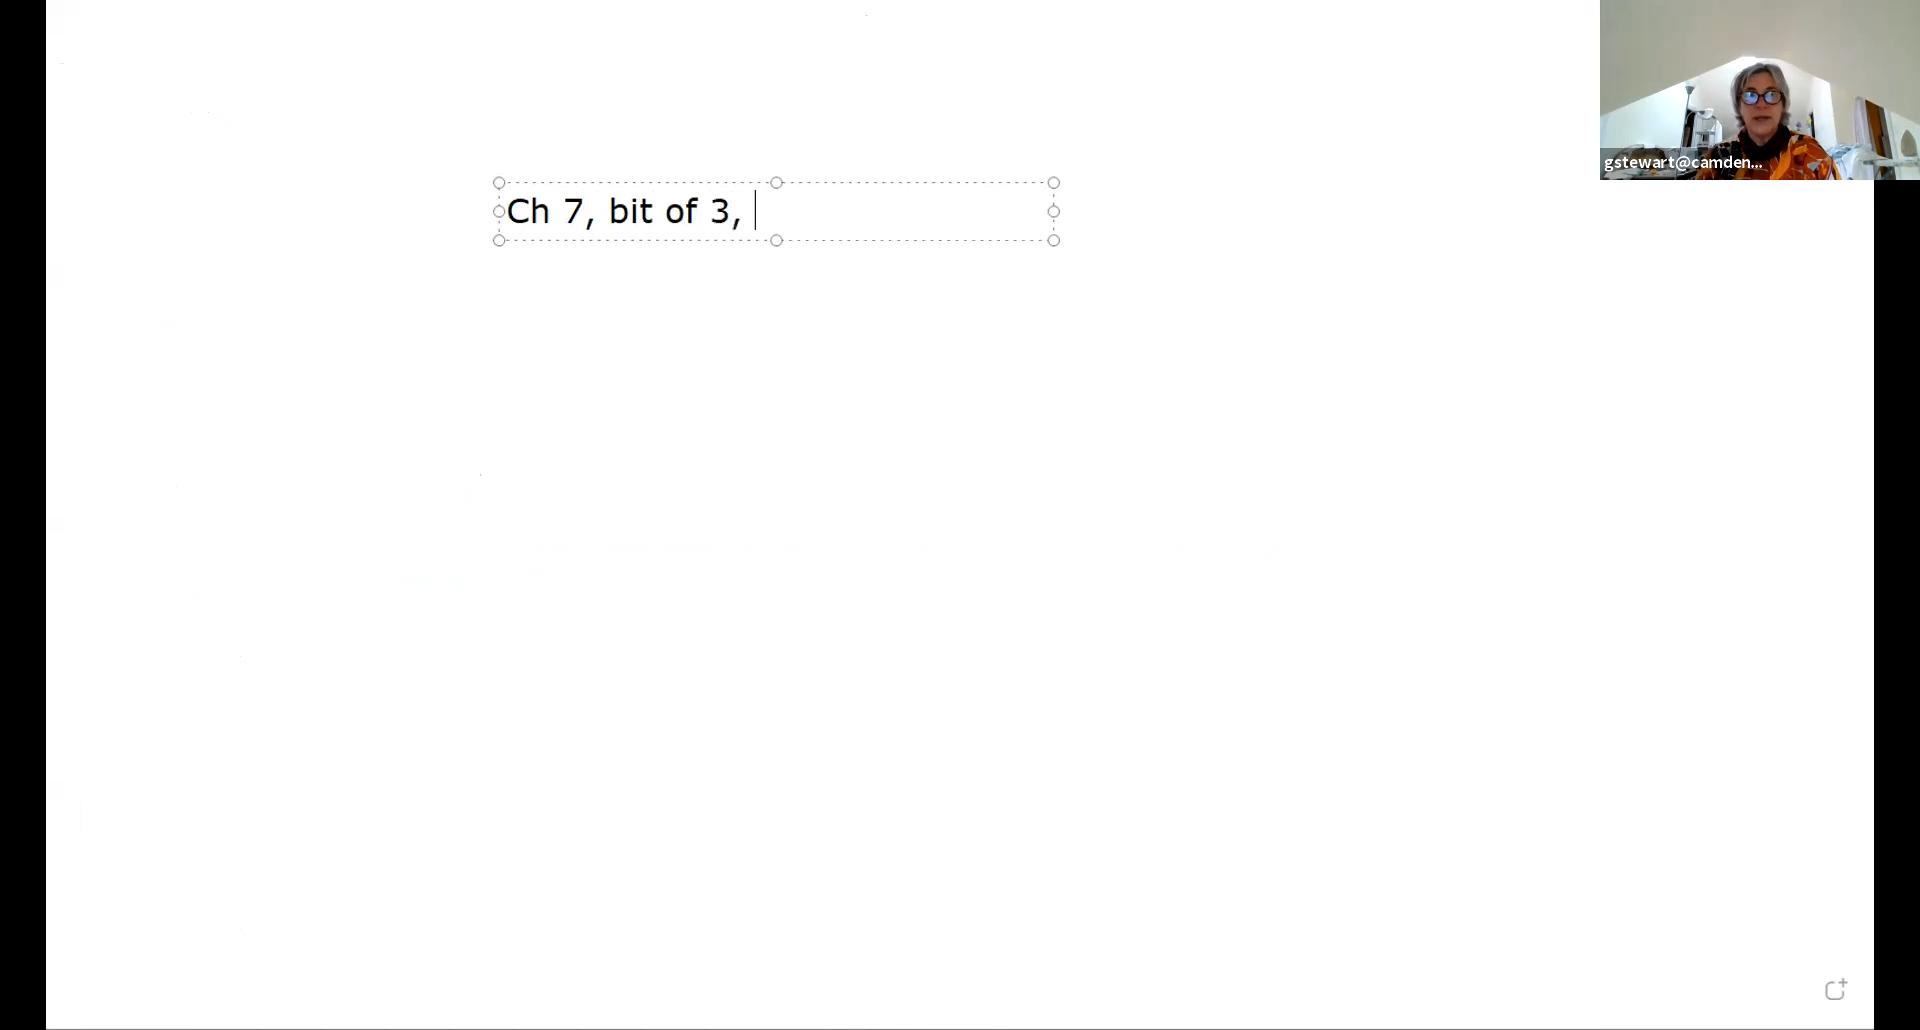 Ch 7, bit of 3,
gstewart@camden...